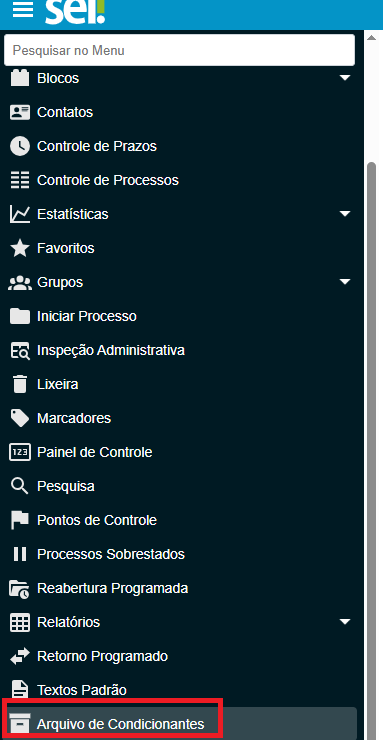 sei!
Pesquisar no Menu
Blocos
Contatos
Controle de Prazos
Controle de Processos
Estatísticas
Favoritos
Grupos
Iniciar Processo
Inspeção Administrativa
Lixeira
Marcadores
123 Painel de Controle
Pesquisa
Pontos de Controle
Processos Sobrestados
Reabertura Programada
Relatórios
Retorno Programado
Textos Padrão
Arquivo de Condicionantes